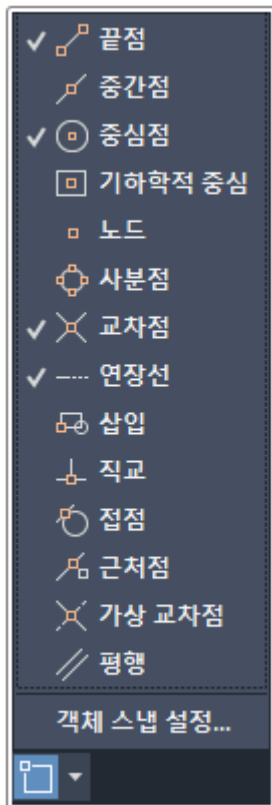 끝점
중간점
중심점
기하학적 중심
노드
사분점
교차점
연장선
삽입
직교
접점
근처점
가상 교차점
평행
객체 스냅 설정...